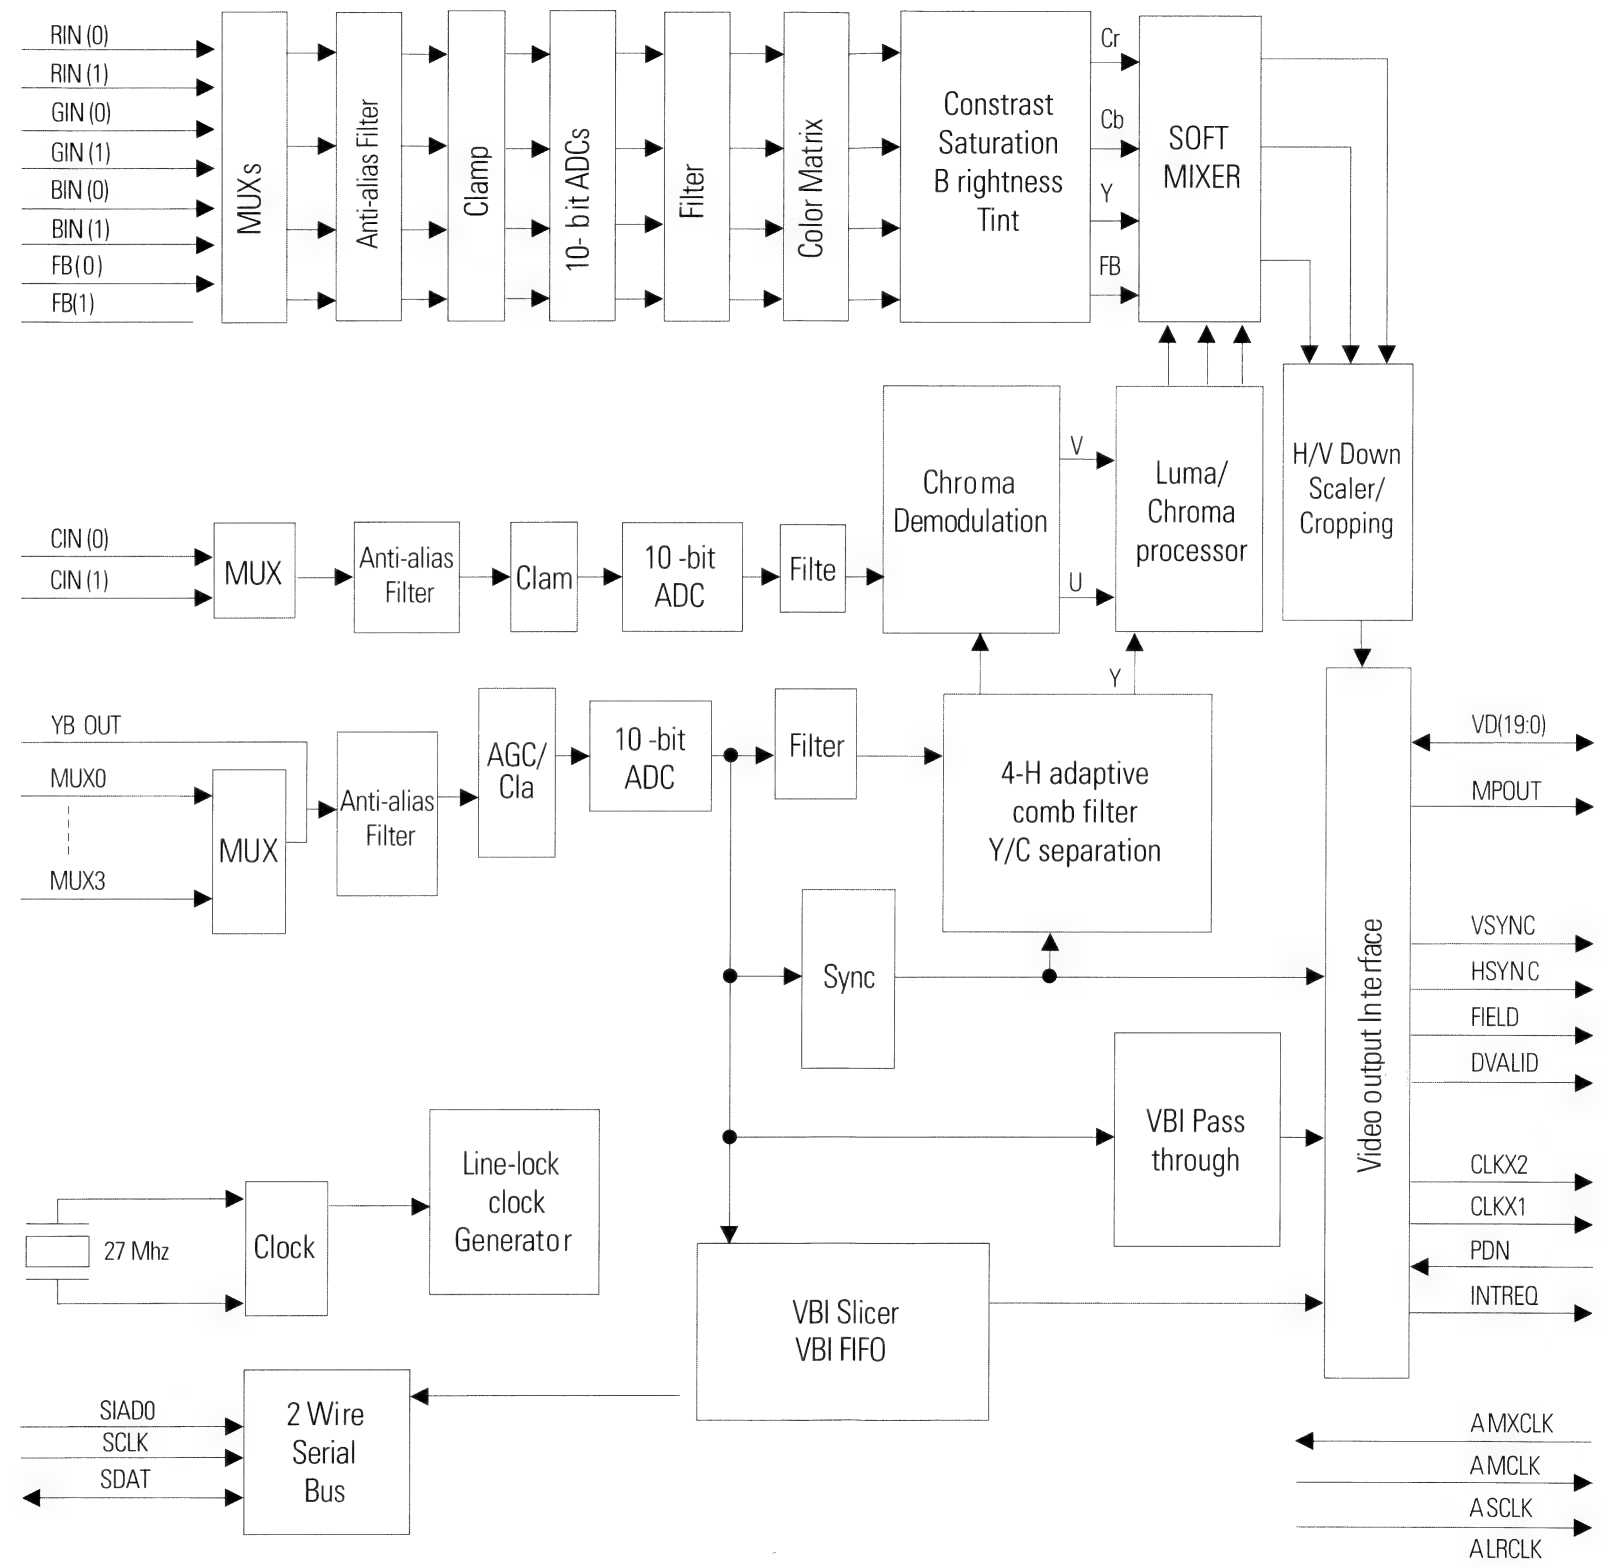 RIN (0)
RIN (1)
GIN (0)
GIN (1)
BIN (0)
BIN (1)
FB (0)
FB(1)
MUXs
Anti-alias Filter
Clamp
10- bit ADCs
Filter
Color Matrix
Constrast
Saturation
B rightness
Tint
Cr
Cb
Y
FB
SOFT
MIXER
CIN (0)
CIN (1)
MUX
Anti-alias
Filter
Clam
10 -bit
ADC
Filte
Chroma
Demodulation
V
U
Luma/
Chroma
processor
H/V Down
Scaler/
Cropping
YB OUT
MUX0
MUX3
MUX
Anti-alias
Filter
AGC/
Cla
10 -bit
ADC
Filter
4-H adaptive
comb filter
Y/C separation
Y
Sync
VBI Pass
through
Video output Interface
VD(19:0)
MPOUT
VSYNC
HSYNC
FIELD
DVALID
CLKX2
CLKX1
PDN
INTREQ
27 Mhz
Clock
Line-lock
clock
Generator
VBI Slicer
VBI FIFO
SIAD0
SCLK
SDAT
2 Wire
Serial
Bus
AMXCLK
AMCLK
ASCLK
ALRCLK